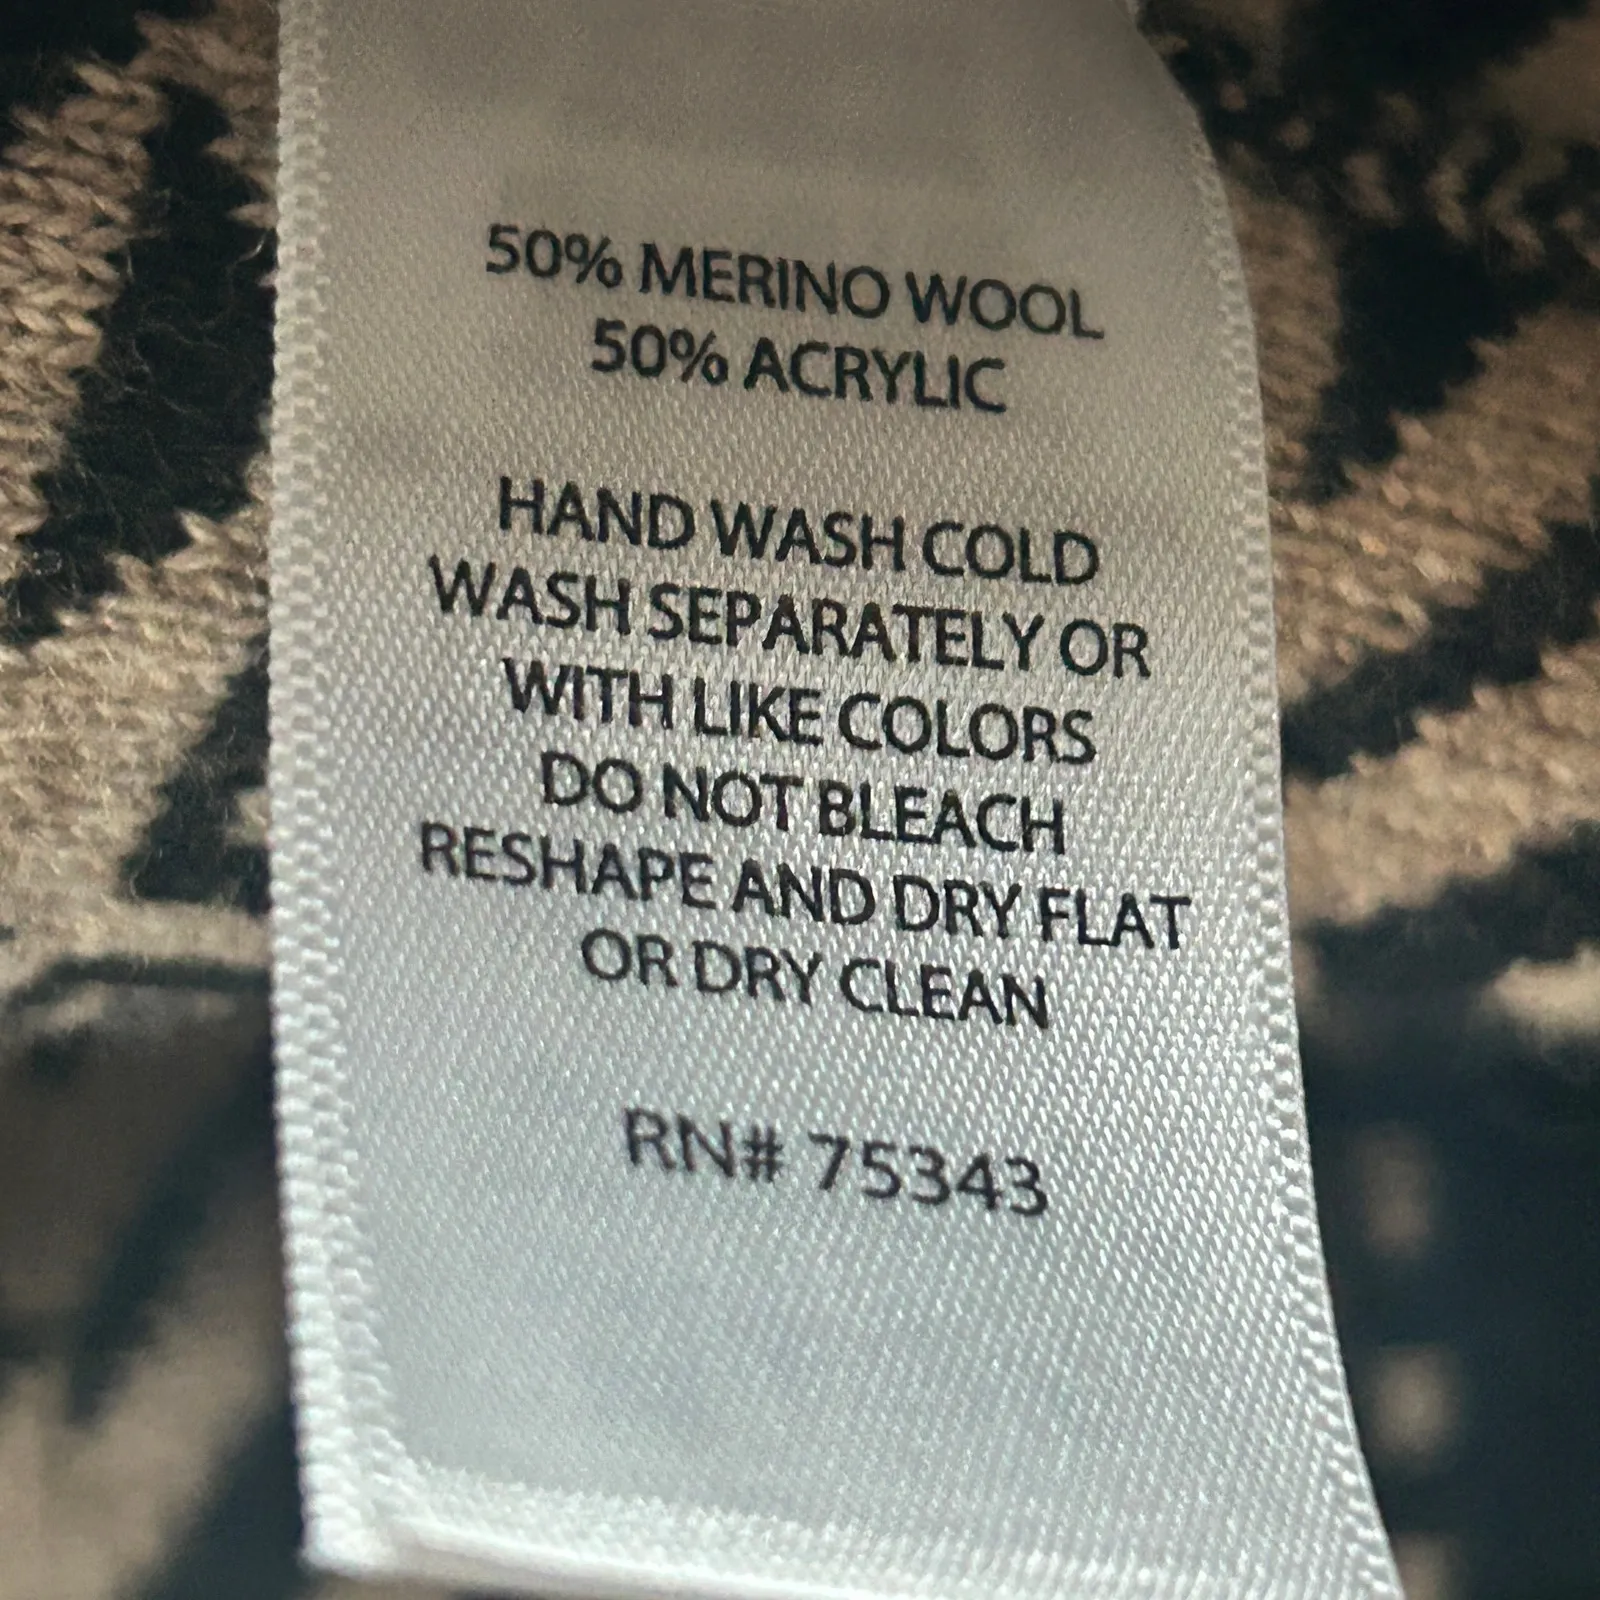 50% MERINO WOOL
50% ACRYLIC
HAND WASH COLD
WASH SEPARATELY OR
WITH LIKE COLORS
DO NOT BLEACH
RESHAPE AND DRY FLAT
OR DRY CLEAN
RN# 75343